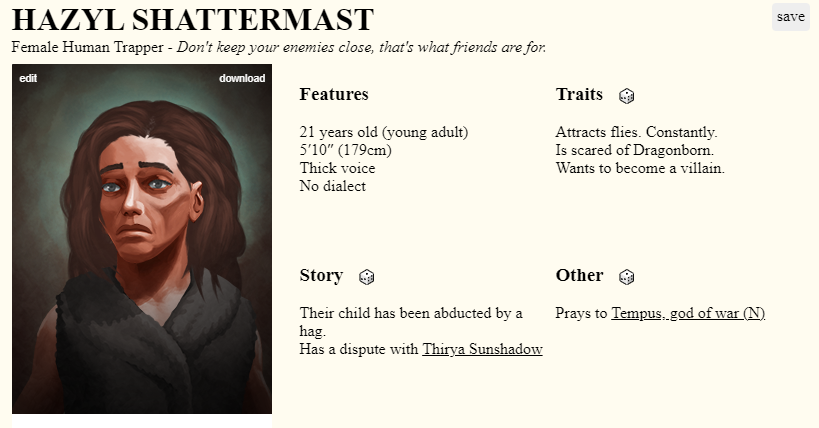 HAZYL SHATTERMAST
save
Female Human Trapper - Don't keep your enemies close, that's what friends are for.
edit
download
Features
21 years old (young adult)
5′10″ (179cm)
Thick voice
No dialect
Traits
Attracts flies. Constantly.
Is scared of Dragonborn.
Wants to become a villain.
Story
Their child has been abducted by a
hag.
Has a dispute with Thirya Sunshadow
Other
Prays to Tempus, god of war (N)